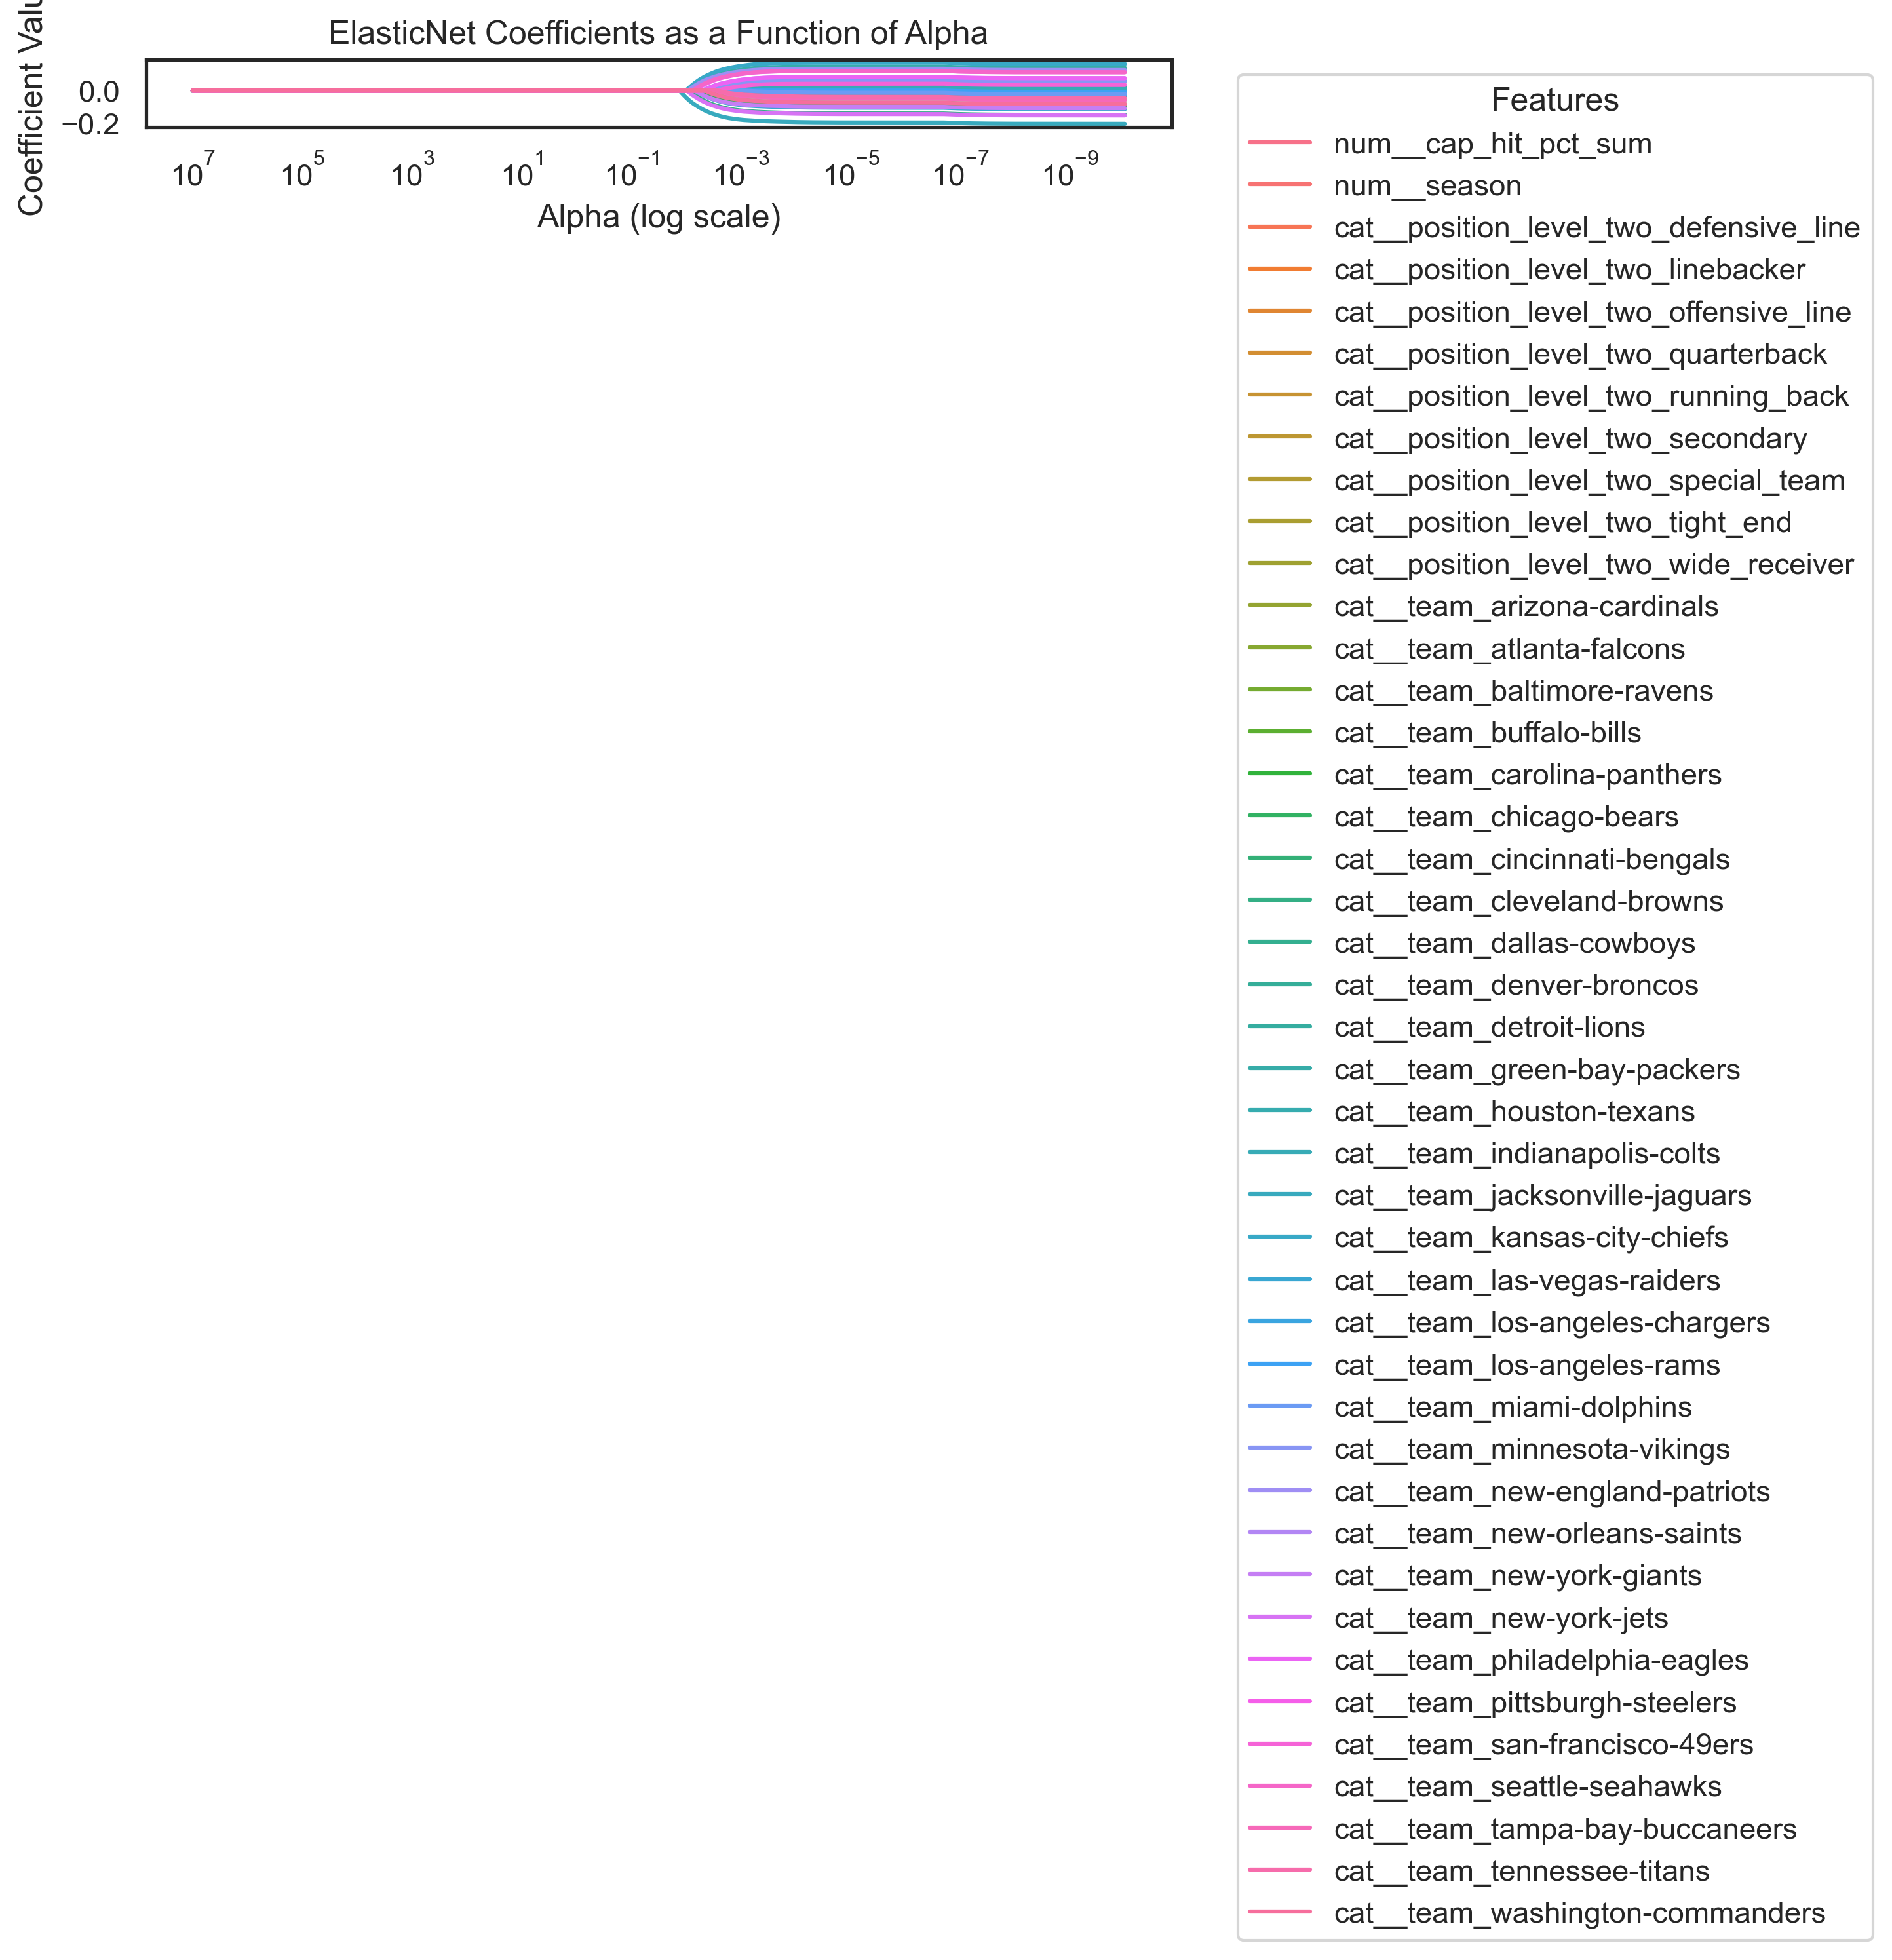 ElasticNet Coefficients as a Function of Alpha
Coefficient Valu
0.0
−0.2
10^7 10^5 10^3 10^1 10^−1 10^−3 10^−5 10^−7 10^−9
Alpha (log scale)
Features
num__cap_hit_pct_sum
num__season
cat__position_level_two_defensive_line
cat__position_level_two_linebacker
cat__position_level_two_offensive_line
cat__position_level_two_quarterback
cat__position_level_two_running_back
cat__position_level_two_secondary
cat__position_level_two_special_team
cat__position_level_two_tight_end
cat__position_level_two_wide_receiver
cat__team_arizona-cardinals
cat__team_atlanta-falcons
cat__team_baltimore-ravens
cat__team_buffalo-bills
cat__team_carolina-panthers
cat__team_chicago-bears
cat__team_cincinnati-bengals
cat__team_cleveland-browns
cat__team_dallas-cowboys
cat__team_denver-broncos
cat__team_detroit-lions
cat__team_green-bay-packers
cat__team_houston-texans
cat__team_indianapolis-colts
cat__team_jacksonville-jaguars
cat__team_kansas-city-chiefs
cat__team_las-vegas-raiders
cat__team_los-angeles-chargers
cat__team_los-angeles-rams
cat__team_miami-dolphins
cat__team_minnesota-vikings
cat__team_new-england-patriots
cat__team_new-orleans-saints
cat__team_new-york-giants
cat__team_new-york-jets
cat__team_philadelphia-eagles
cat__team_pittsburgh-steelers
cat__team_san-francisco-49ers
cat__team_seattle-seahawks
cat__team_tampa-bay-buccaneers
cat__team_tennessee-titans
cat__team_washington-commanders